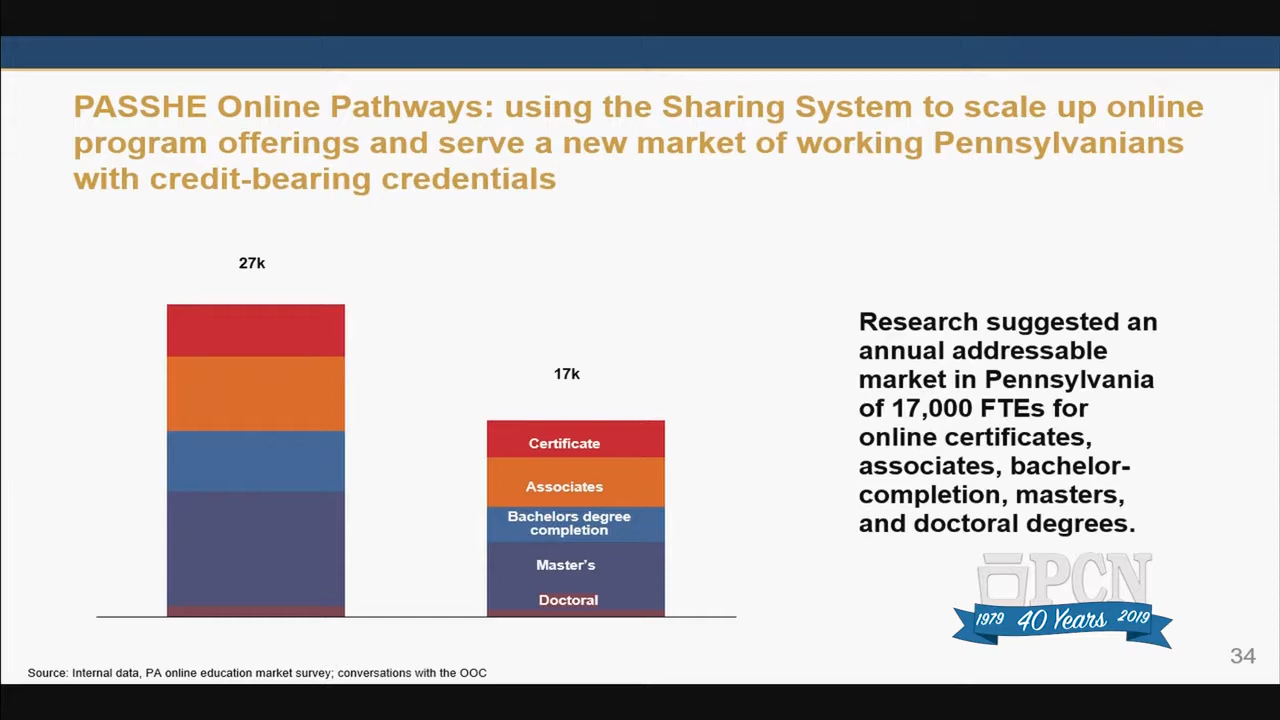 PASSHE Online Pathways: using the Sharing System to scale up online
program offerings and serve a new market of working Pennsylvanians
with credit-bearing credentials
27k
17k
Certificate
Associates
Bachelors degree
completion
Master's
Doctoral
Research suggested an
annual addressable
market in Pennsylvania
of 17,000 FTEs for
online certificates,
associates, bachelor-
completion, masters,
and doctoral degrees.
PCN
1979 40 Years 2019
34
Source: Internal data, PA online education market survey; conversations with the OOC